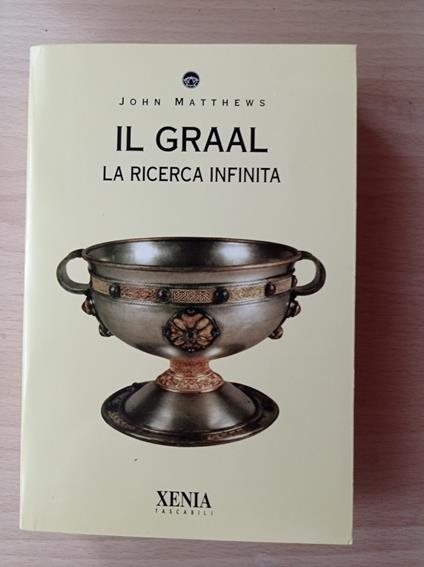 JOHN MATTHEWS
IL GRAAL
LA RICERCA INFINITA
XENIA
TASCABILI